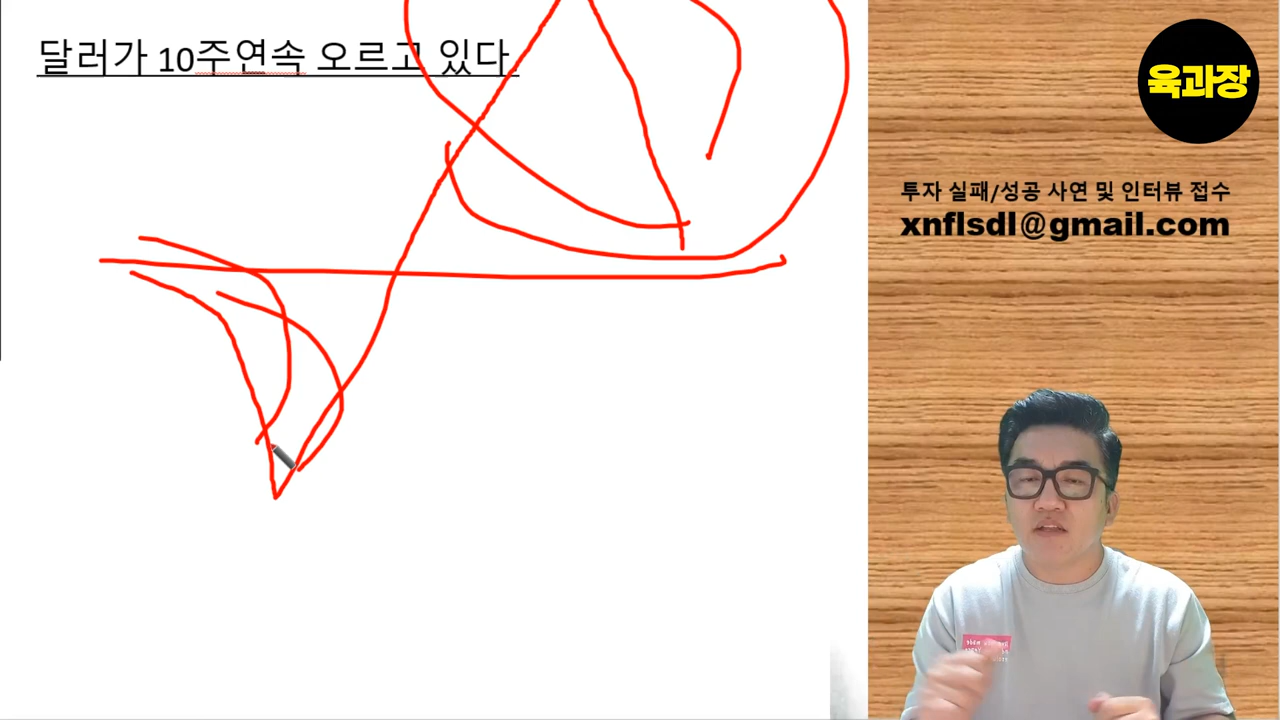 달러가 10주연속 오르고 있다
육과장
투자 실패/성공 사연 및 인터뷰 접수
xnflsdl@gmail.com